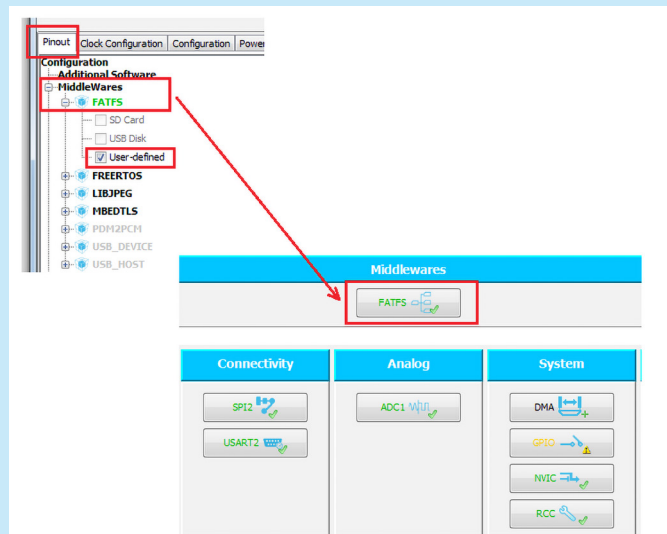 Pinout Clock Configuration Configuration Power
Configuration
Additional Software
MiddleWares
FATFS
SD Card
USB Disk
User-defined
FREERTOS
LIBJPEG
MBEDTLS
PDM2PCM
USB_DEVICE
USB_HOST
Middlewares
FATFS
Connectivity Analog System
SPI2 ADC1 DMA
USART2 GPIO
NVIC
RCC